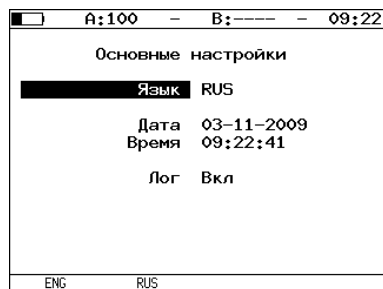 A:100 – B:---- – 09:22
Основные настройки
Язык RUS
Дата 03-11-2009
Время 09:22:41
Лог Вкл
ENG RUS